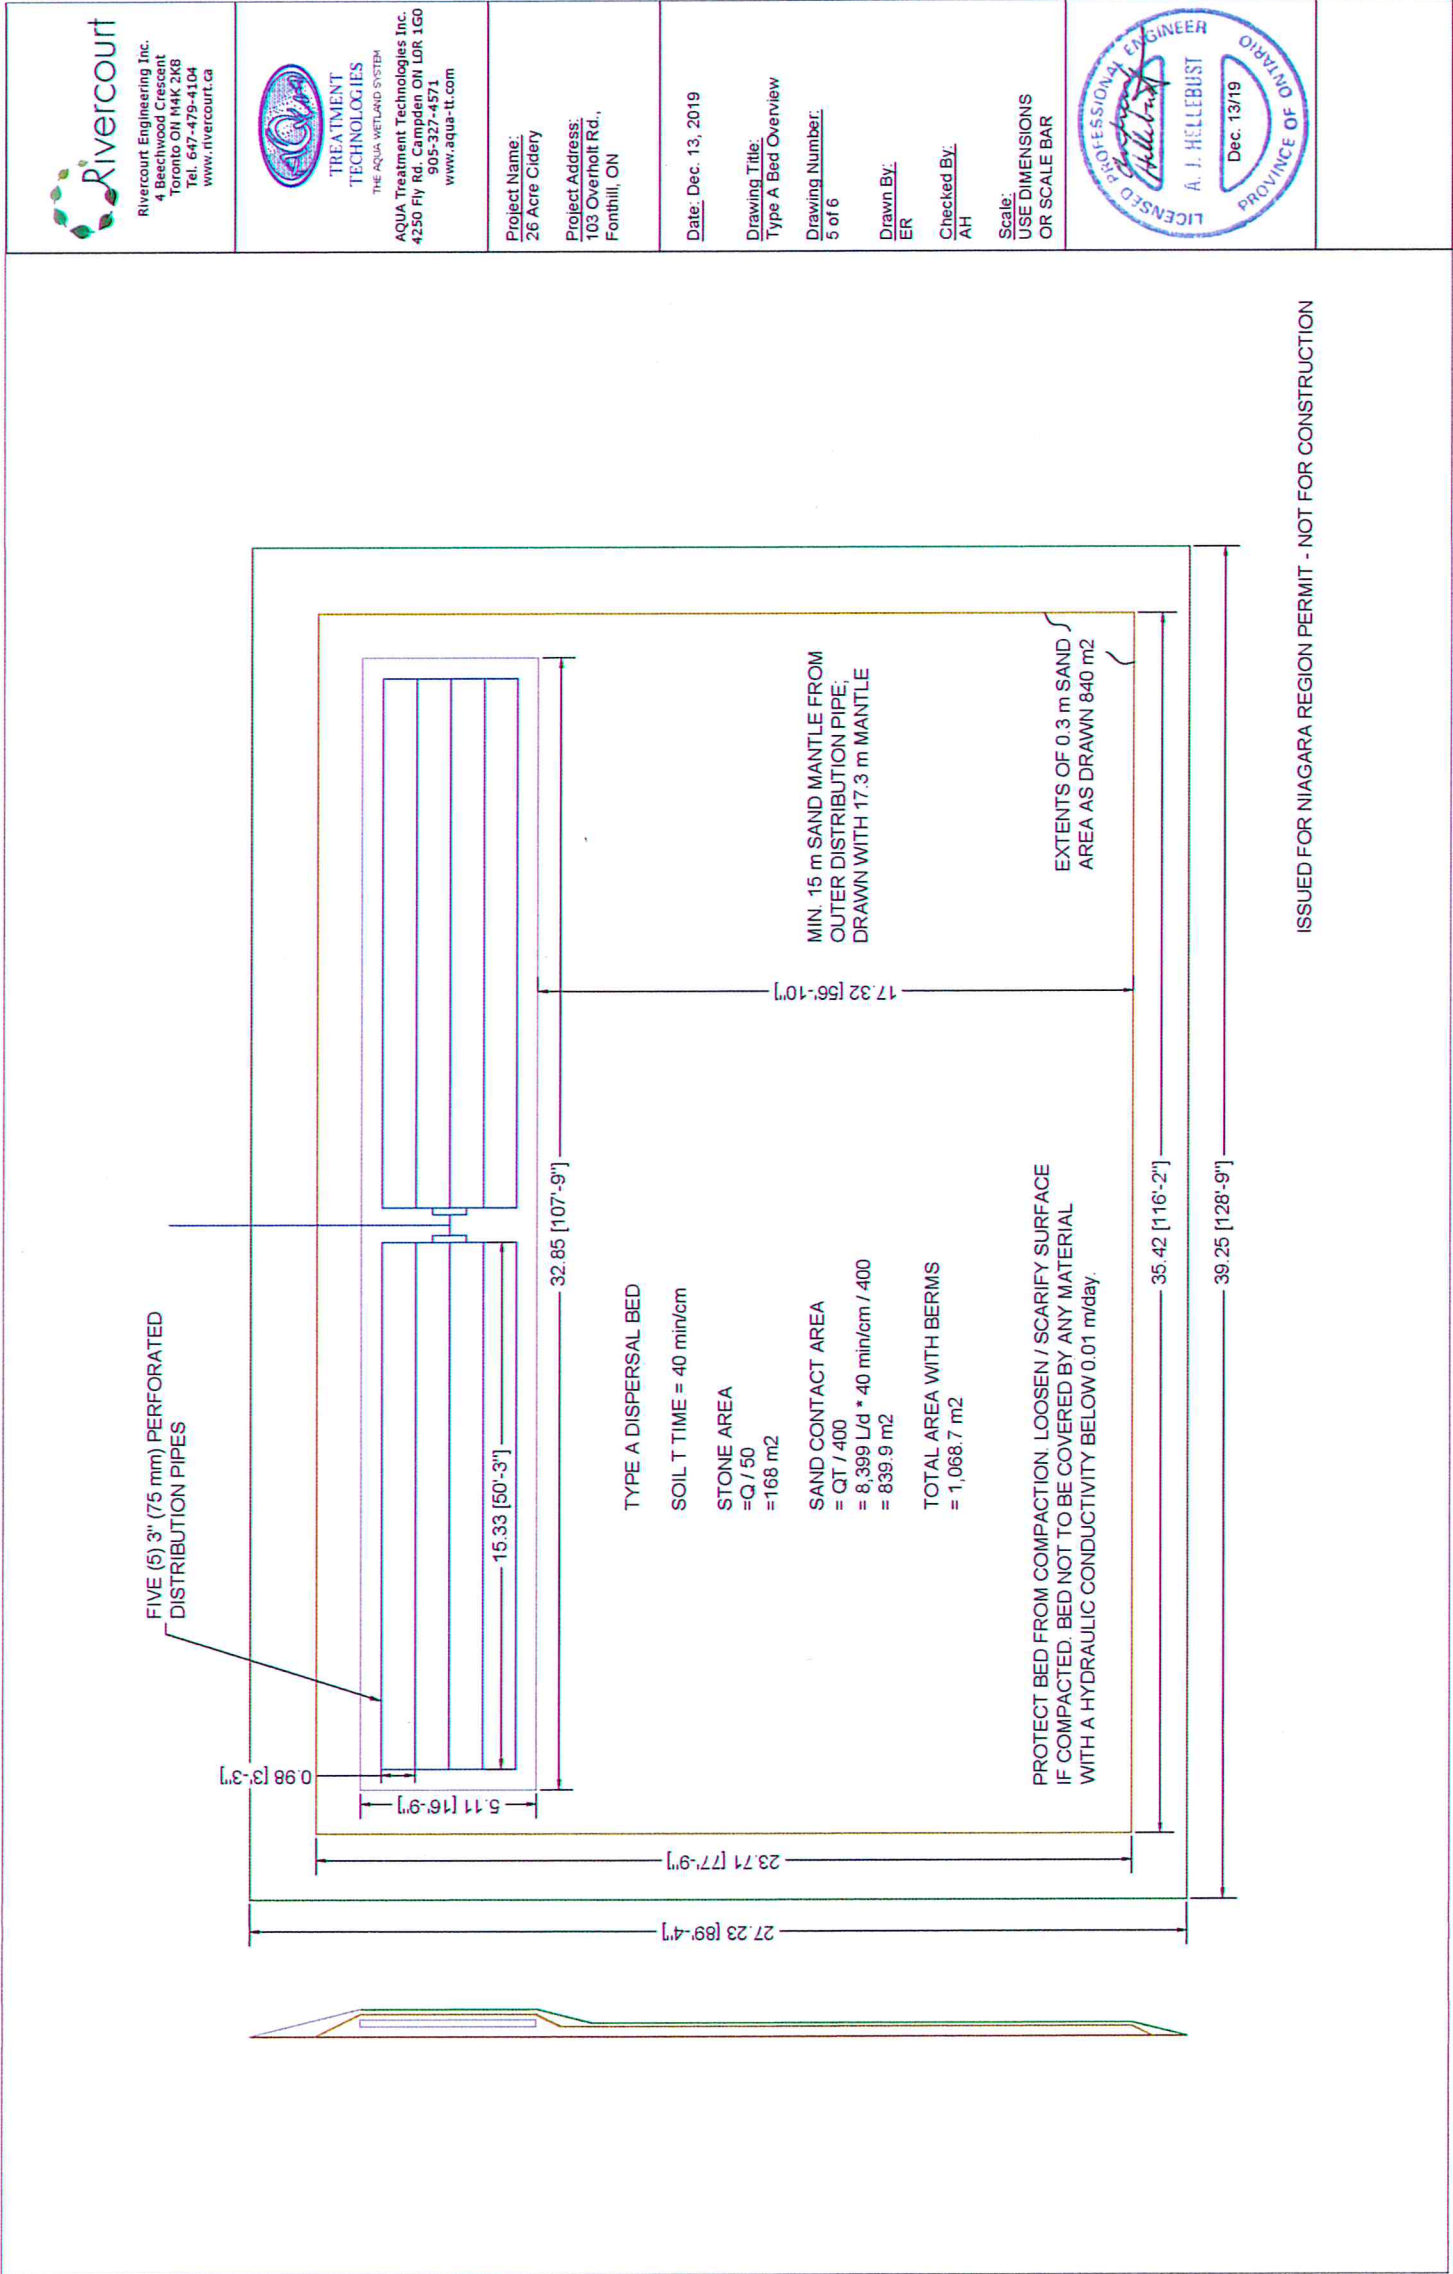 Rivercourt
Rivercourt Engineering Inc.
4 Beechwood Crescent
Toronto ON M4K 2K8
Tel. 647-479-4104
www.rivercourt.ca
aQua
TREATMENT
TECHNOLOGIES
THE AQUA WETLAND SYSTEM
AQUA Treatment Technologies Inc.
4250 Fly Rd. Campden ON L0R 1G0
905-327-4571
www.aqua-tt.com
Project Name:
26 Acre Cidery
Project Address:
103 Overholt Rd.,
Fonthill, ON
Date: Dec. 13, 2019
Drawing Title:
Type A Bed Overview
Drawing Number:
5 of 6
Drawn By:
ER
Checked By:
AH
Scale:
USE DIMENSIONS
OR SCALE BAR
LICENSED PROFESSIONAL ENGINEER
A. J. HELLEBUST
Dec. 13/19
PROVINCE OF ONTARIO
FIVE (5) 3" (75 mm) PERFORATED
DISTRIBUTION PIPES
0.98 [3'-3"]
5.11 [16'-9"]
15.33 [50'-3"]
32.85 [107'-9"]
23.71 [77'-9"]
27.23 [89'-4"]
17.32 [56'-10"]
TYPE A DISPERSAL BED
SOIL T TIME = 40 min/cm
STONE AREA
=Q / 50
=168 m2
SAND CONTACT AREA
= QT / 400
= 8,399 L/d * 40 min/cm / 400
= 839.9 m2
TOTAL AREA WITH BERMS
= 1,068.7 m2
MIN. 15 m SAND MANTLE FROM
OUTER DISTRIBUTION PIPE;
DRAWN WITH 17.3 m MANTLE
EXTENTS OF 0.3 m SAND
AREA AS DRAWN 840 m2
PROTECT BED FROM COMPACTION. LOOSEN / SCARIFY SURFACE
IF COMPACTED. BED NOT TO BE COVERED BY ANY MATERIAL
WITH A HYDRAULIC CONDUCTIVITY BELOW 0.01 m/day.
35.42 [116'-2"]
39.25 [128'-9"]
ISSUED FOR NIAGARA REGION PERMIT - NOT FOR CONSTRUCTION